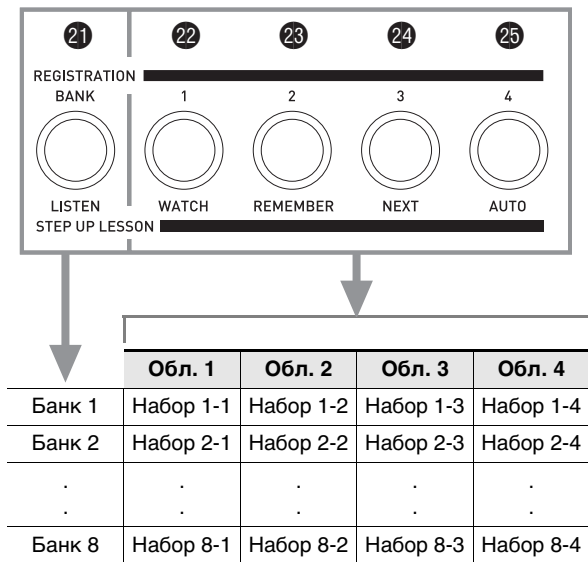 ㉑ ㉒ ㉓ ㉔ ㉕
REGISTRATION
BANK 1 2 3 4
LISTEN WATCH REMEMBER NEXT AUTO
STEP UP LESSON
Обл. 1 Обл. 2 Обл. 3 Обл. 4
Банк 1 Набор 1-1 Набор 1-2 Набор 1-3 Набор 1-4
Банк 2 Набор 2-1 Набор 2-2 Набор 2-3 Набор 2-4
. . . . .
. . . . .
Банк 8 Набор 8-1 Набор 8-2 Набор 8-3 Набор 8-4